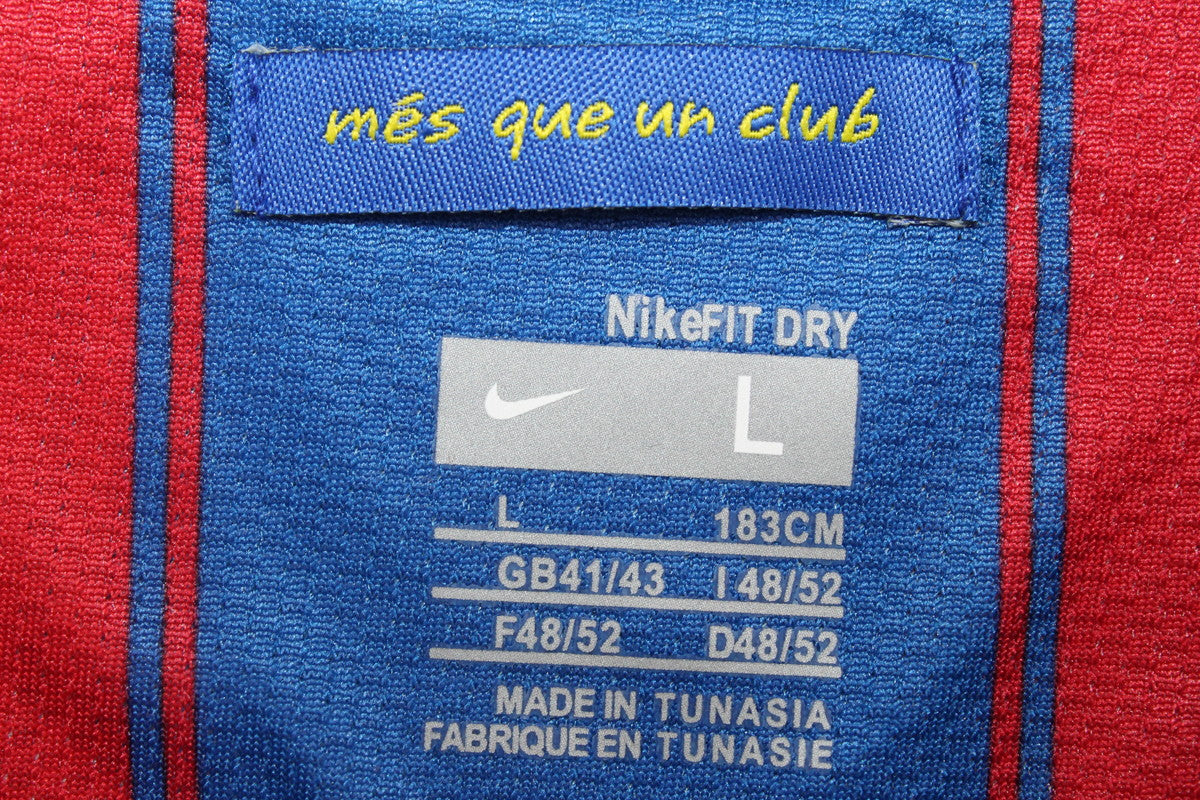 més que un club
NikeFIT DRY
L
L 183CM
GB41/43 I 48/52
F48/52 D48/52
MADE IN TUNASIA
FABRIQUE EN TUNASIE